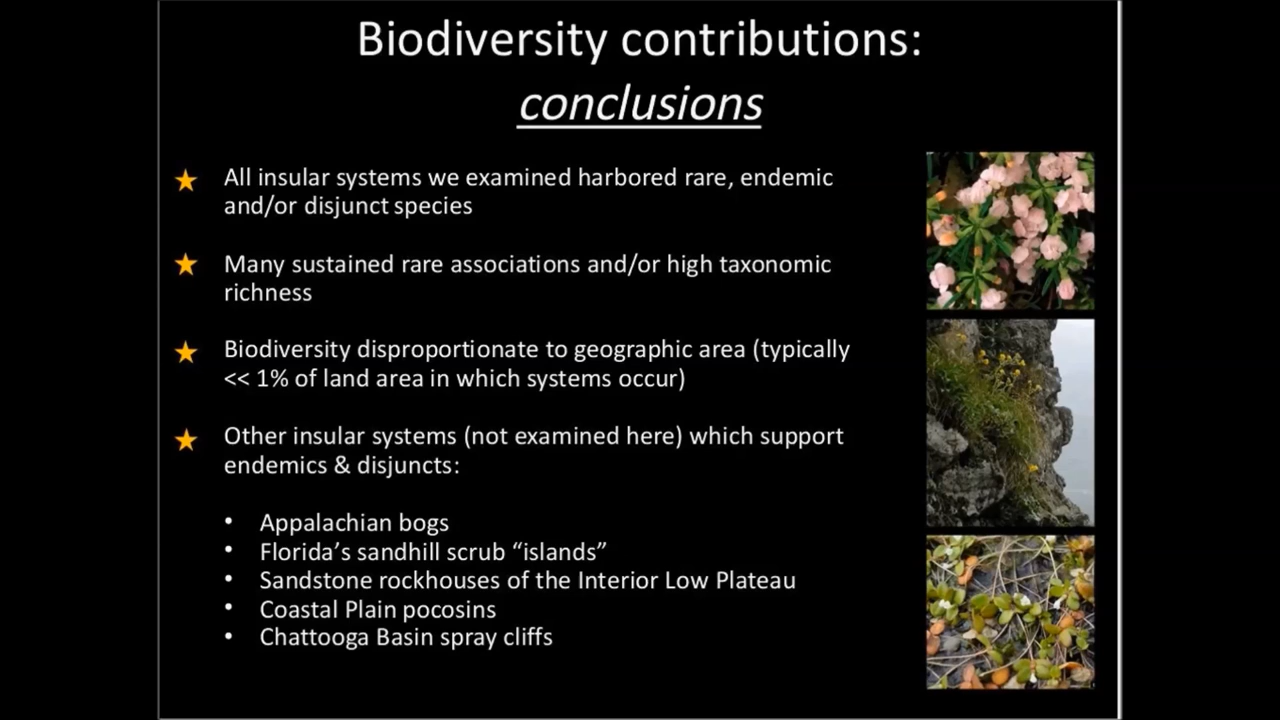 Biodiversity contributions:
conclusions
All insular systems we examined harbored rare, endemic
and/or disjunct species
Many sustained rare associations and/or high taxonomic
richness
Biodiversity disproportionate to geographic area (typically
<< 1% of land area in which systems occur)
Other insular systems (not examined here) which support
endemics & disjuncts:
• Appalachian bogs
• Florida’s sandhill scrub “islands”
• Sandstone rockhouses of the Interior Low Plateau
• Coastal Plain pocosins
• Chattooga Basin spray cliffs